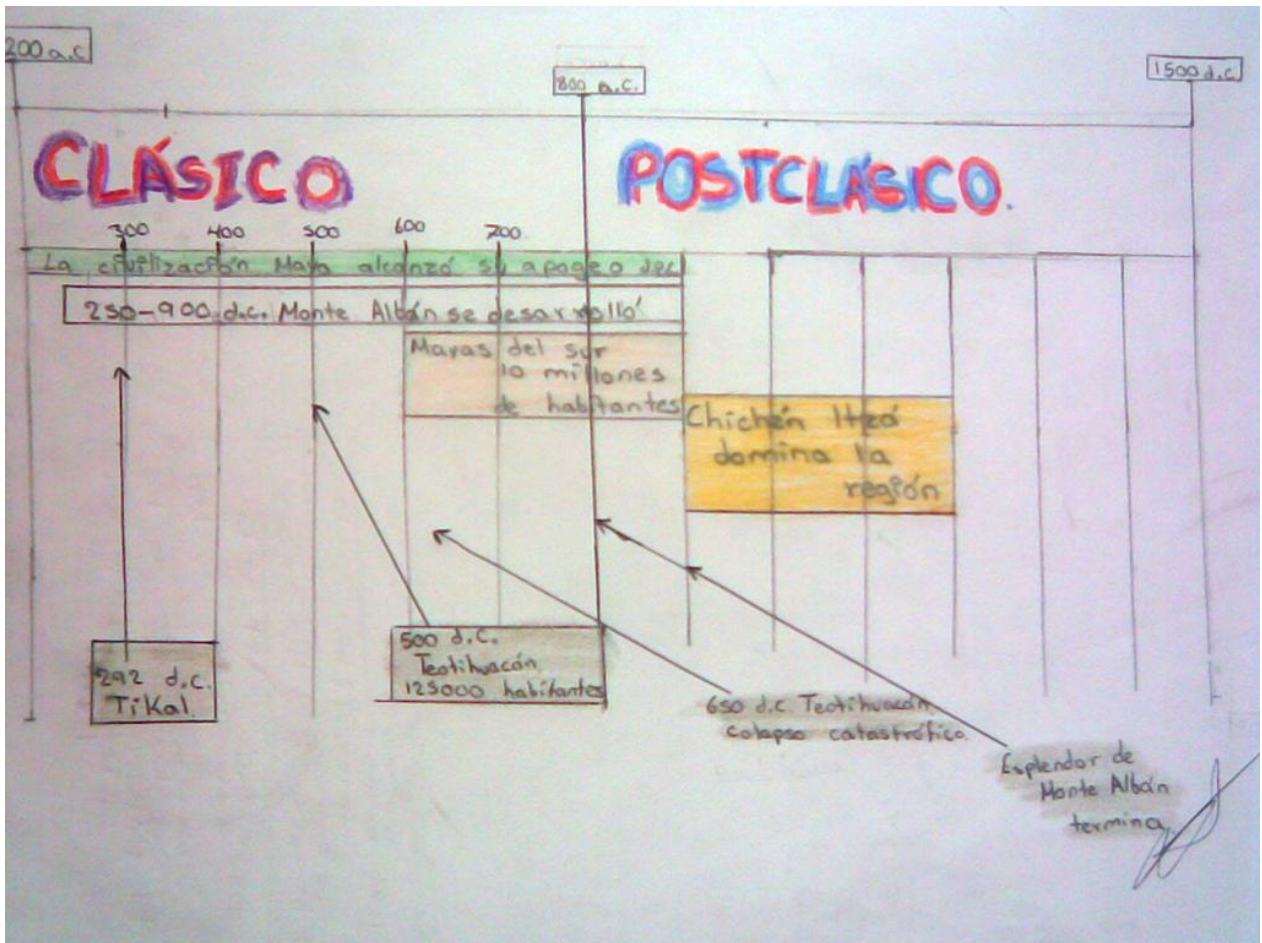 200 a.C
800 a.C.
1500 d.C
CLÁSICO
POSTCLÁSICO.
300 400 500 600 700
La civilización Maya alcanzó su apogeo del
250-900 d.C. Monte Albán se desarrolló
Mayas del sur
10 millones
de habitantes
Chichén Itzá
domina la
región
292 d.C.
Tikal
500 d.C.
Teotihuacán
125000 habitantes
650 d.C. Teotihuacán
colapso catastrófico.
Esplendor de
Monte Albán
termina